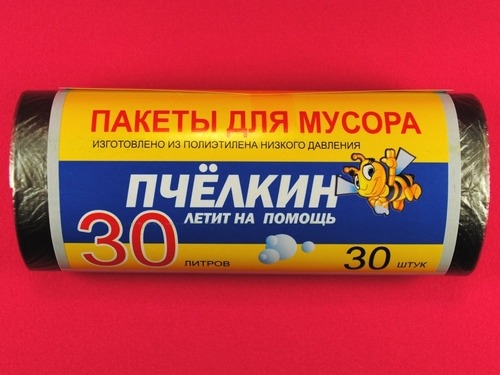 ПАКЕТЫ ДЛЯ МУСОРА
ИЗГОТОВЛЕНО ИЗ ПОЛИЭТИЛЕНА НИЗКОГО ДАВЛЕНИЯ
ПЧЁЛКИН
ЛЕТИТ НА ПОМОЩЬ
30 ЛИТРОВ
30 ШТУК